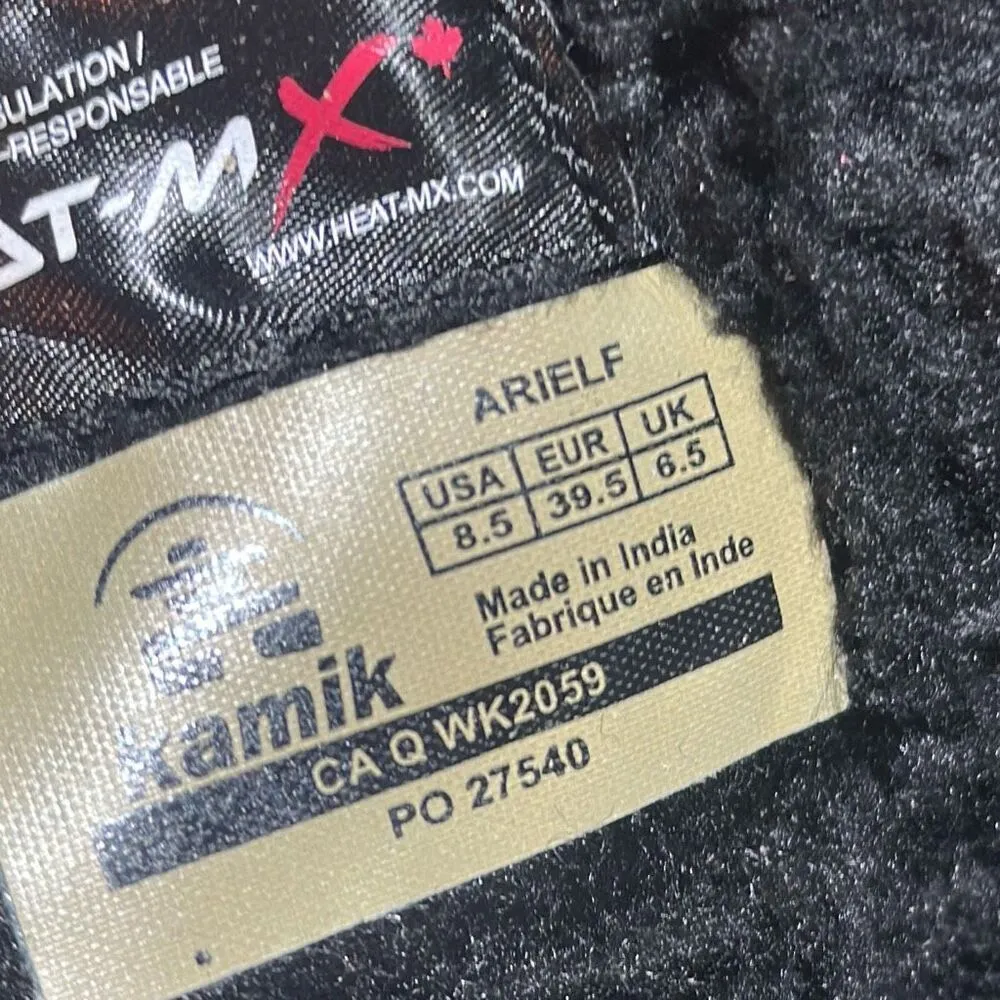 SULATION /
-RESPONSABLE
AT-MX
WWW.HEAT-MX.COM
ARIELF
USA EUR UK
8.5 39.5 6.5
Made in India
Fabrique en Inde
kamik
CA Q WK2059
PO 27540